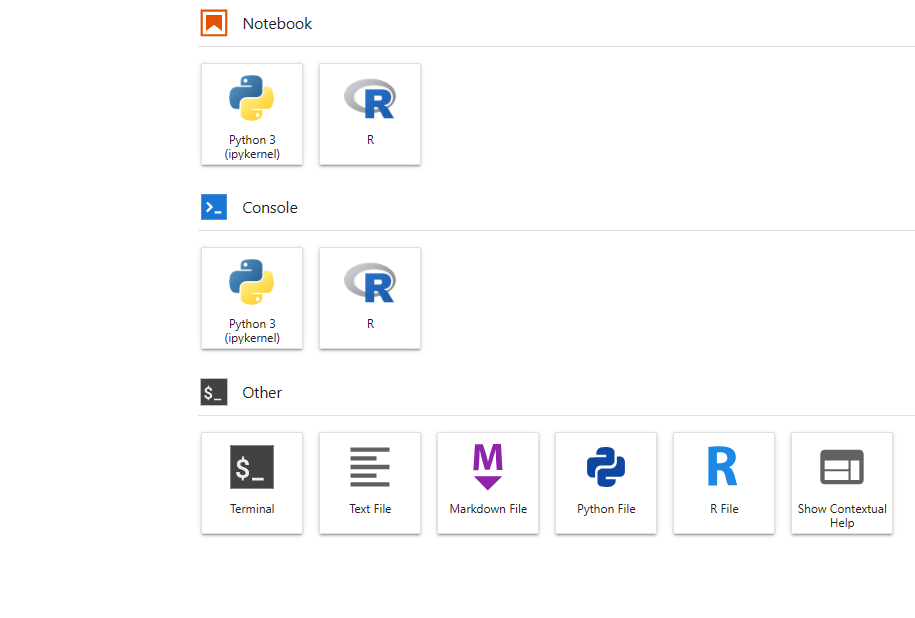 Notebook
Python 3
(ipykernel)
R
R
>_
Console
Python 3
(ipykernel)
R
R
$_
Other
$_
Terminal
Text File
M
Markdown File
Python File
R
R File
Show Contextual
Help